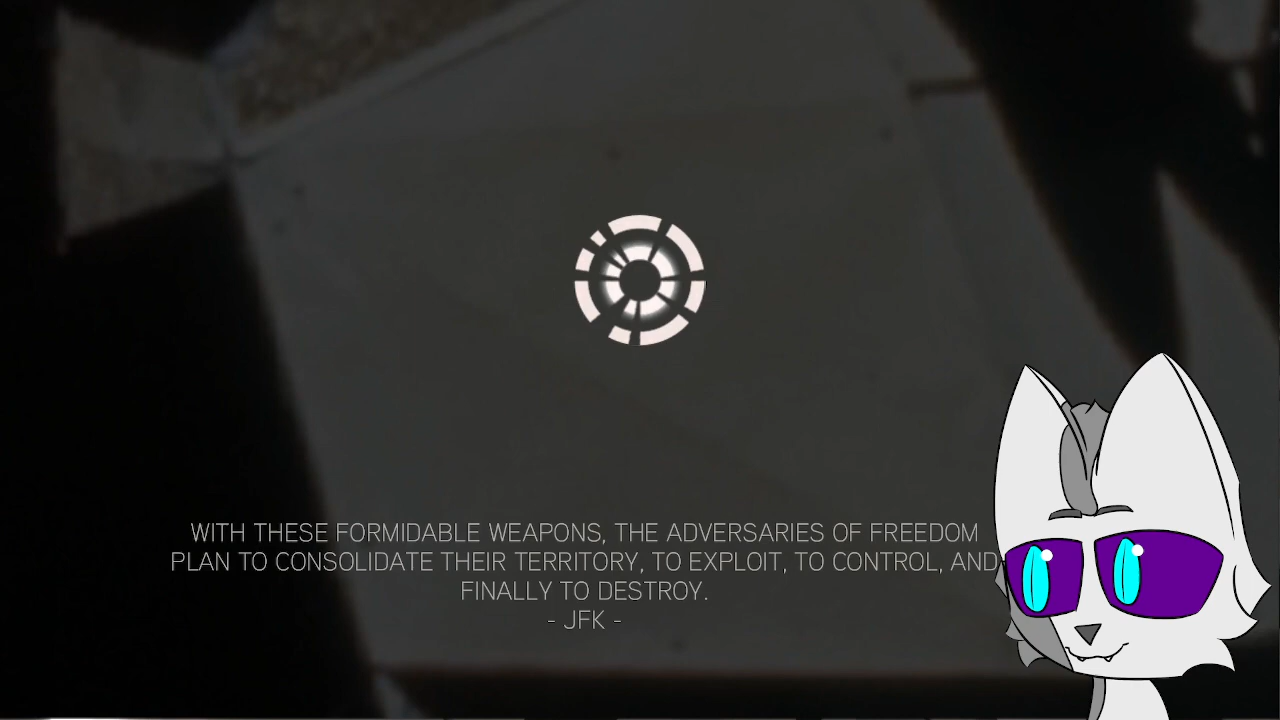 WITH THESE FORMIDABLE WEAPONS, THE ADVERSARIES OF FREEDOM
PLAN TO CONSOLIDATE THEIR TERRITORY, TO EXPLOIT, TO CONTROL, AND
FINALLY TO DESTROY.
- JFK -